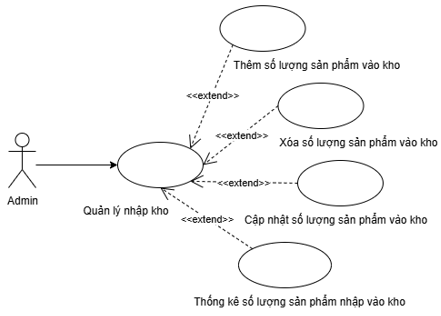 Thêm số lượng sản phẩm vào kho
<<extend>>
<<extend>>
Xóa số lượng sản phẩm vào kho
<<extend>>
Admin
Quản lý nhập kho
<<extend>>
Cập nhật số lượng sản phẩm vào kho
Thống kê số lượng sản phẩm nhập vào kho